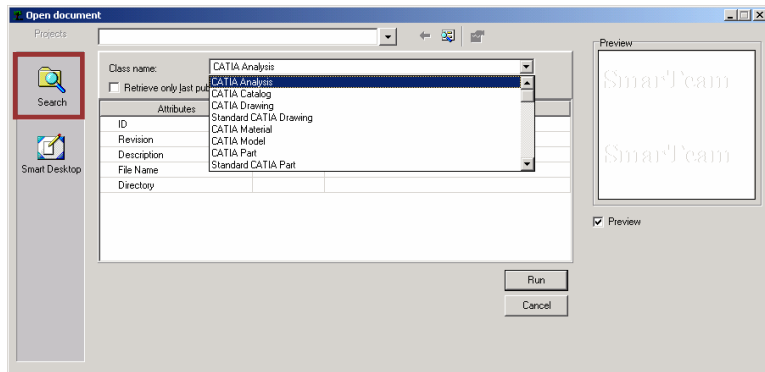 Open documen
Projects
Search
Smart Desktop
Class name:
CATIA Analysis
Retrieve only last pub
CATIA Analysis
CATIA Catalog
CATIA Drawing
Standard CATIA Drawing
CATIA Material
CATIA Model
CATIA Part
Standard CATIA Part
Attributes
ID
Revision
Description
File Name
Directory
Run
Cancel
Preview
SmarTeam
SmarTeam
Preview